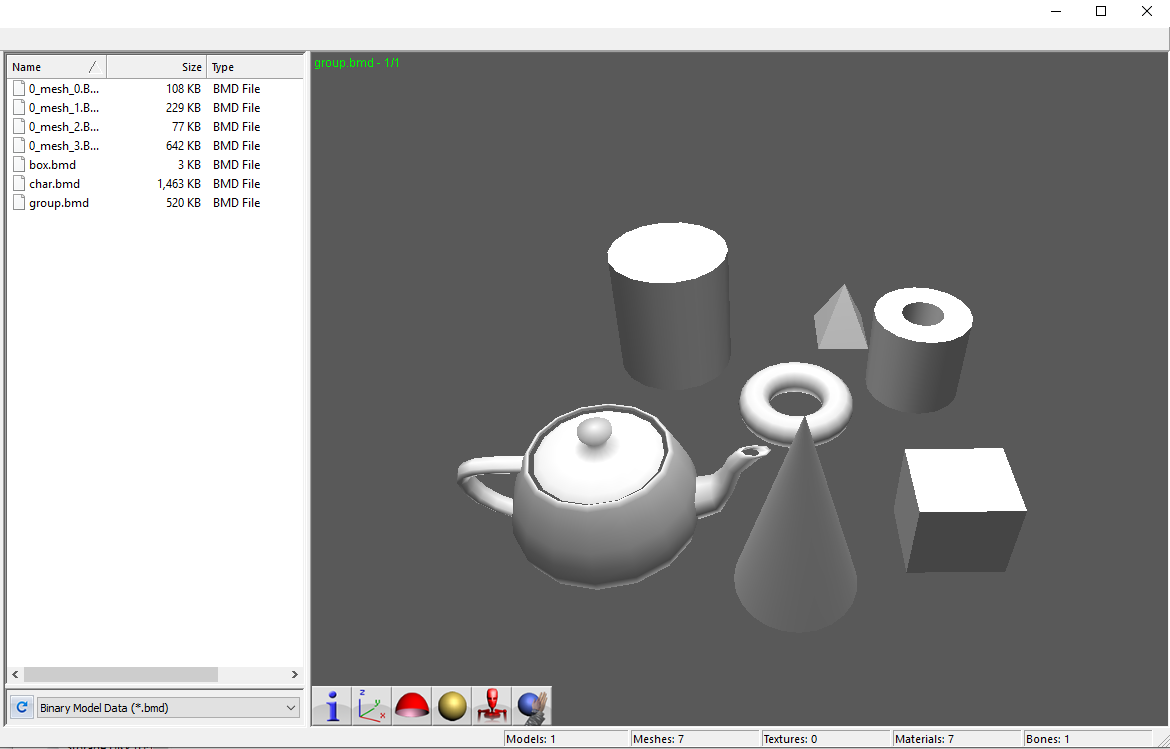 Name Size Type
0_mesh_0.B... 108 KB BMD File
0_mesh_1.B... 229 KB BMD File
0_mesh_2.B... 77 KB BMD File
0_mesh_3.B... 642 KB BMD File
box.bmd 3 KB BMD File
char.bmd 1,463 KB BMD File
group.bmd 520 KB BMD File
group.bmd - 1/1
z y x
Binary Model Data (*.bmd)
Models: 1 Meshes: 7 Textures: 0 Materials: 7 Bones: 1